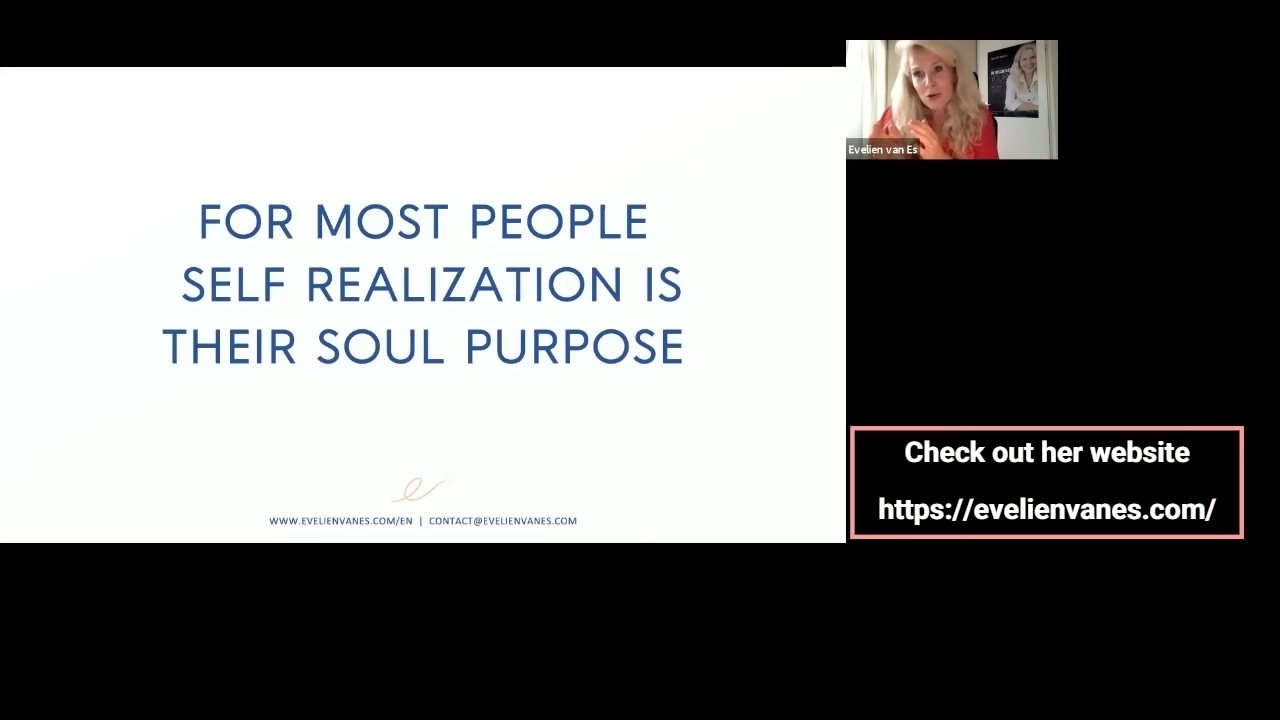 FOR MOST PEOPLE
SELF REALIZATION IS
THEIR SOUL PURPOSE
WWW.EVELIENVANES.COM/EN | CONTACT@EVELIENVANES.COM
Evelien van Es
Check out her website
https://evelienvanes.com/